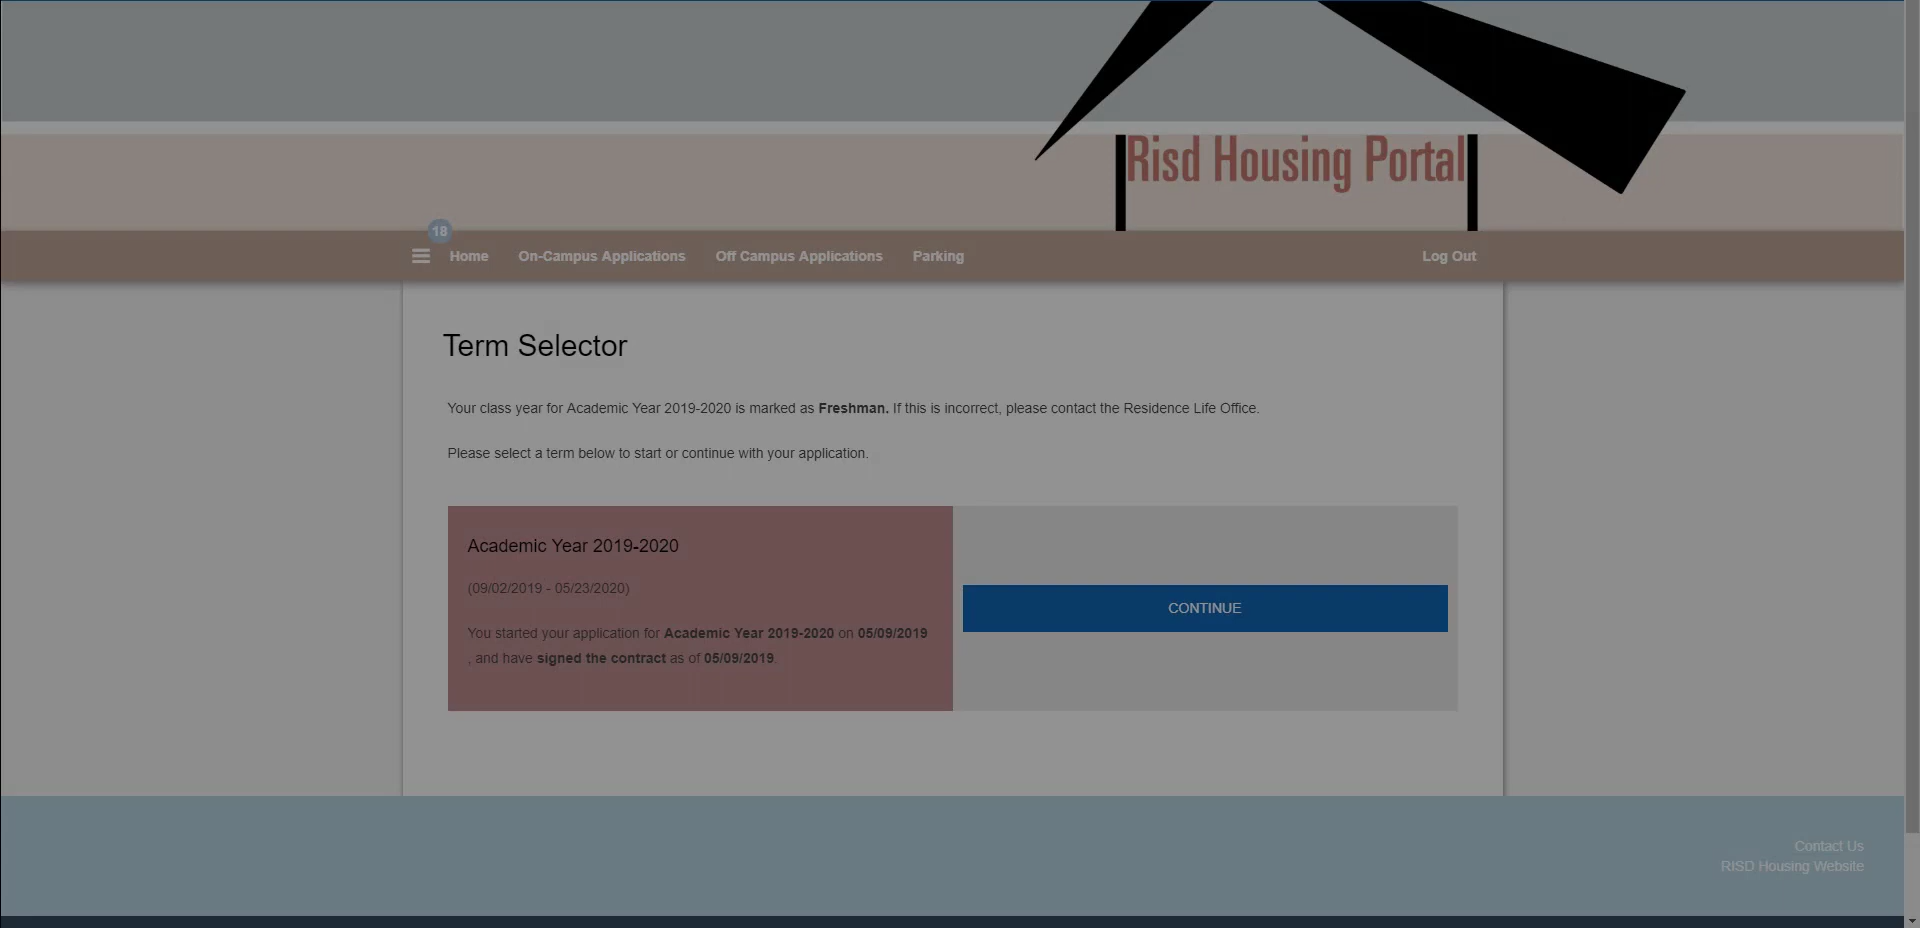 Risd Housing Portal
18
Home On-Campus Applications Off Campus Applications Parking Log Out
Term Selector
Your class year for Academic Year 2019-2020 is marked as Freshman. If this is incorrect, please contact the Residence Life Office.
Please select a term below to start or continue with your application.
Academic Year 2019-2020
(09/02/2019 - 05/23/2020)
CONTINUE
You started your application for Academic Year 2019-2020 on 05/09/2019
, and have signed the contract as of 05/09/2019.
Contact Us
RISD Housing Website